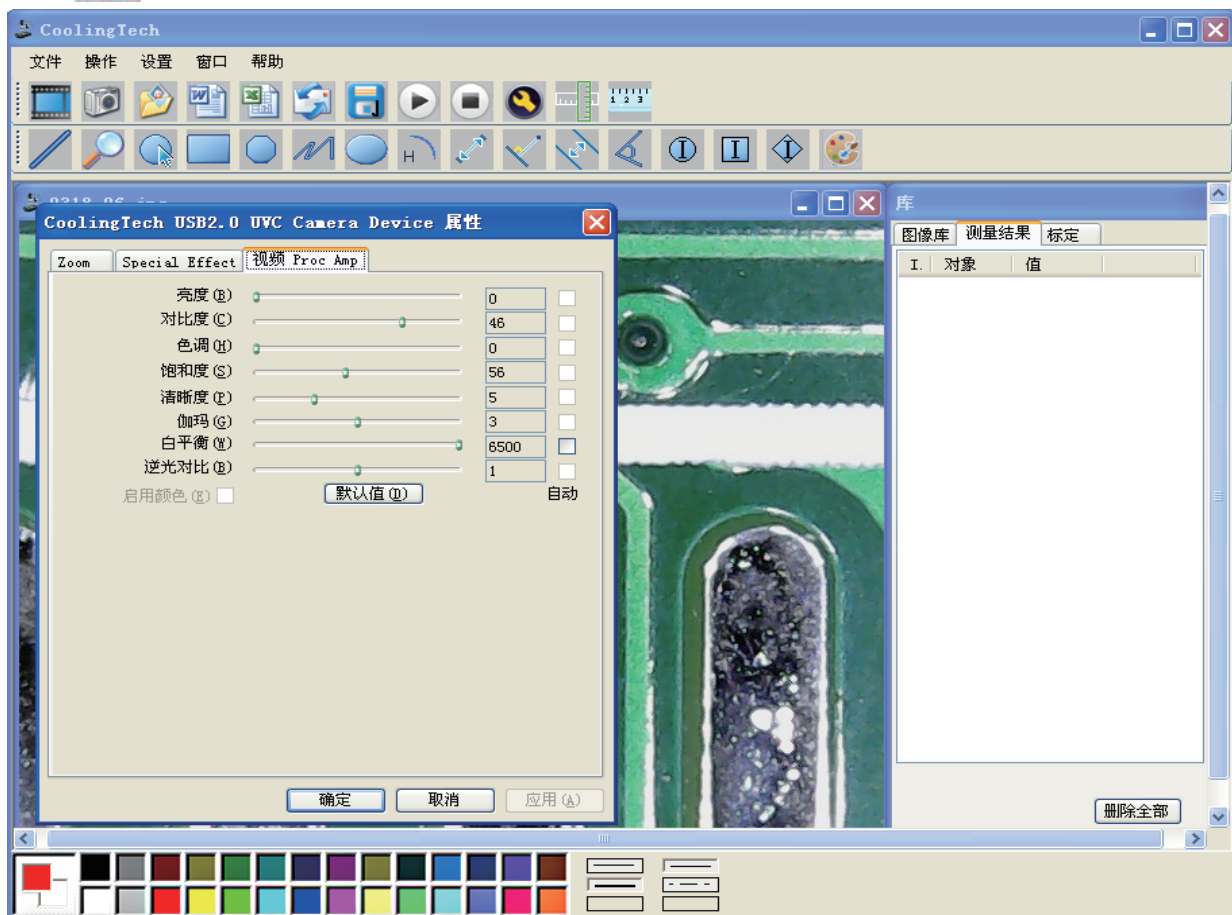 CoolingTech
文件 操作 设置 窗口 帮助
1 2 3
H
CoolingTech USB2.0 UVC Camera Device 属性
库
Zoom Special Effect 视频 Proc Amp
图像库 测量结果 标定
I. 对象 值
亮度(B) 0
对比度(C) 46
色调(H) 0
饱和度(S) 56
清晰度(P) 5
伽玛(G) 3
白平衡(W) 6500
逆光对比(B) 1
启用颜色(E) 默认值(D) 自动
确定 取消 应用(A)
删除全部